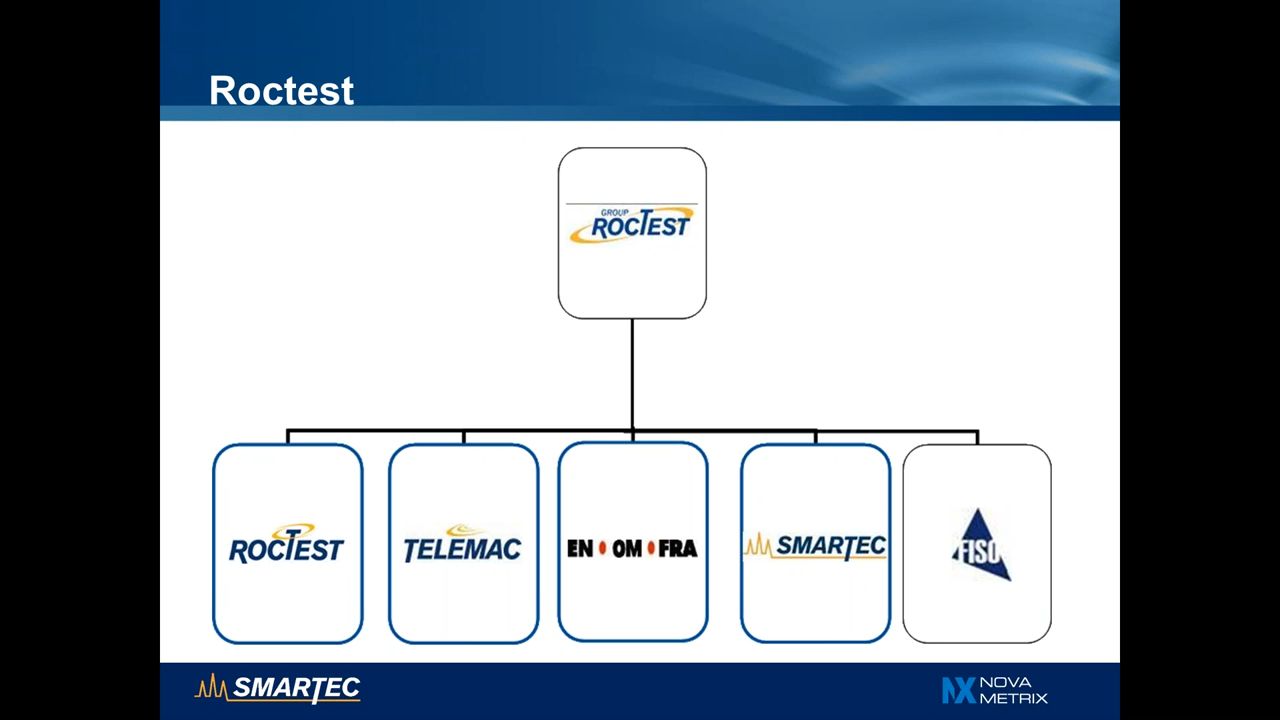 Roctest
GROUP
ROCTEST
ROCTEST
TELEMAC
EN•OM•FRA
SMARTEC
FISO
SMARTEC
NOVA
METRIX